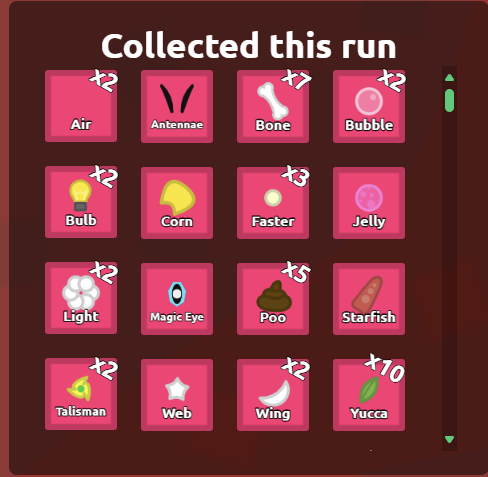 Collected this run
x2 x7 x2
Air Antennae Bone Bubble
x2 x3
Bulb Corn Faster Jelly
x2 x5
Light Magic Eye Poo Starfish
x2 x2 x10
Talisman Web Wing Yucca